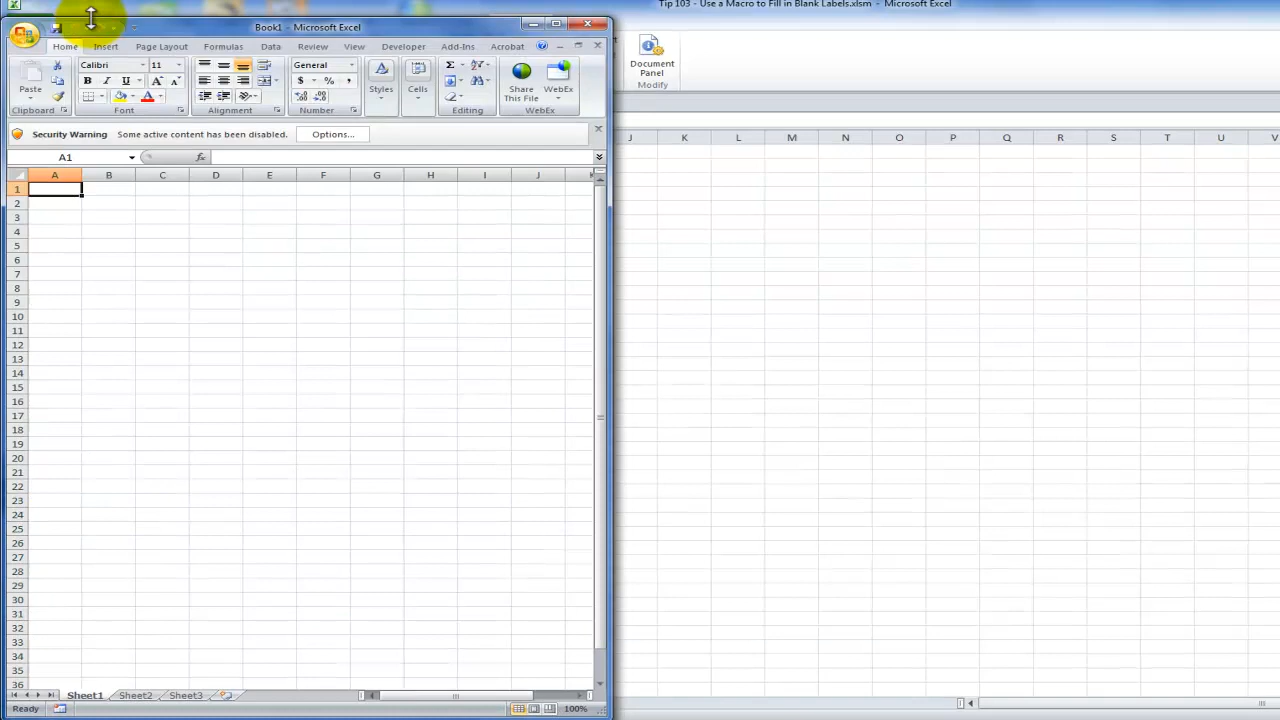 Tip 103 - Use a Macro to Fill in Blank Labels.xlsm - Microsoft Excel
Book1 - Microsoft Excel
Home Insert Page Layout Formulas Data Review View Developer Add-Ins Acrobat
Calibri 11 General
Paste
Styles
Cells
Share
This File
WebEx
Clipboard Font Alignment Number Editing WebEx
Document
Panel
Modify
Security Warning Some active content has been disabled. Options...
A1 fx
A B C D E F G H I J
J K L M N O P Q R S T U V
1
2
3
4
5
6
7
8
9
10
11
12
13
14
15
16
17
18
19
20
21
22
23
24
25
26
27
28
29
30
31
32
33
34
35
36
Sheet1 Sheet2 Sheet3
Ready 100%